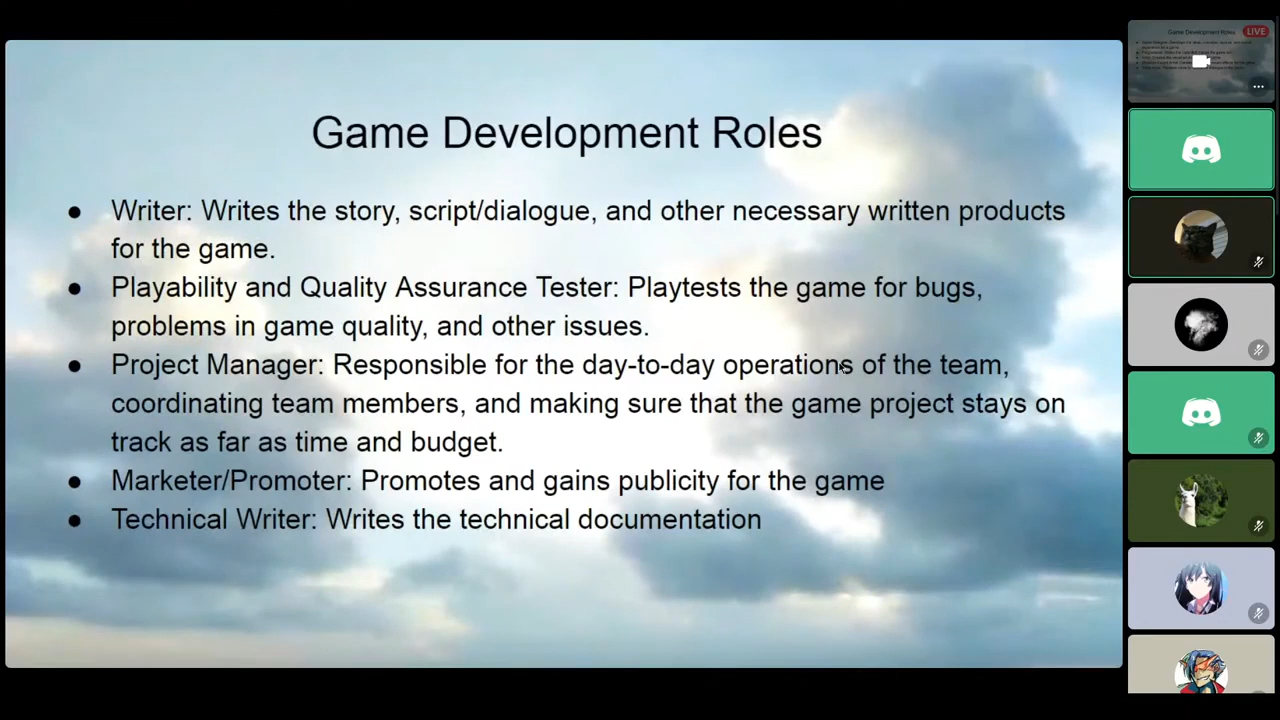 Game Development Roles
● Writer: Writes the story, script/dialogue, and other necessary written products
for the game.
● Playability and Quality Assurance Tester: Playtests the game for bugs,
problems in game quality, and other issues.
● Project Manager: Responsible for the day-to-day operations of the team,
coordinating team members, and making sure that the game project stays on
track as far as time and budget.
● Marketer/Promoter: Promotes and gains publicity for the game
● Technical Writer: Writes the technical documentation
Game Development Roles
LIVE